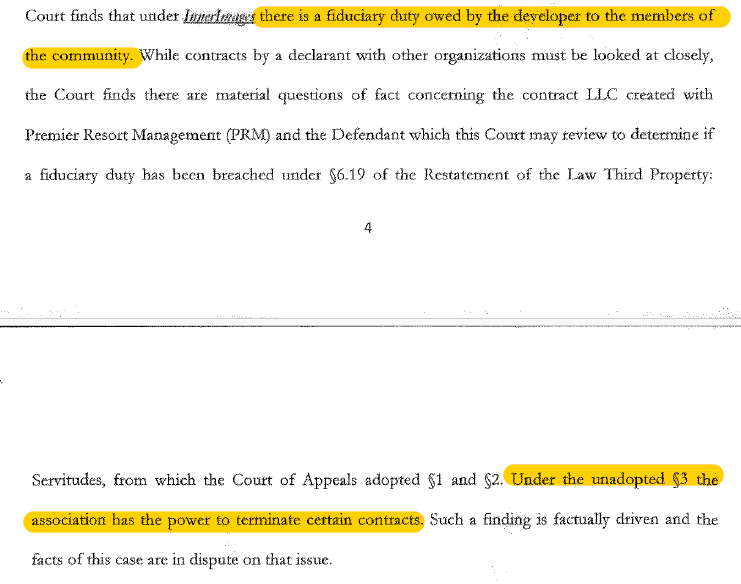 Court finds that under InnerImages there is a fiduciary duty owed by the developer to the members of
the community. While contracts by a declarant with other organizations must be looked at closely,
the Court finds there are material questions of fact concerning the contract LLC created with
Premier Resort Management (PRM) and the Defendant which this Court may review to determine if
a fiduciary duty has been breached under §6.19 of the Restatement of the Law Third Property:
4
Servitudes, from which the Court of Appeals adopted §1 and §2. Under the unadopted §3 the
association has the power to terminate certain contracts. Such a finding is factually driven and the
facts of this case are in dispute on that issue.